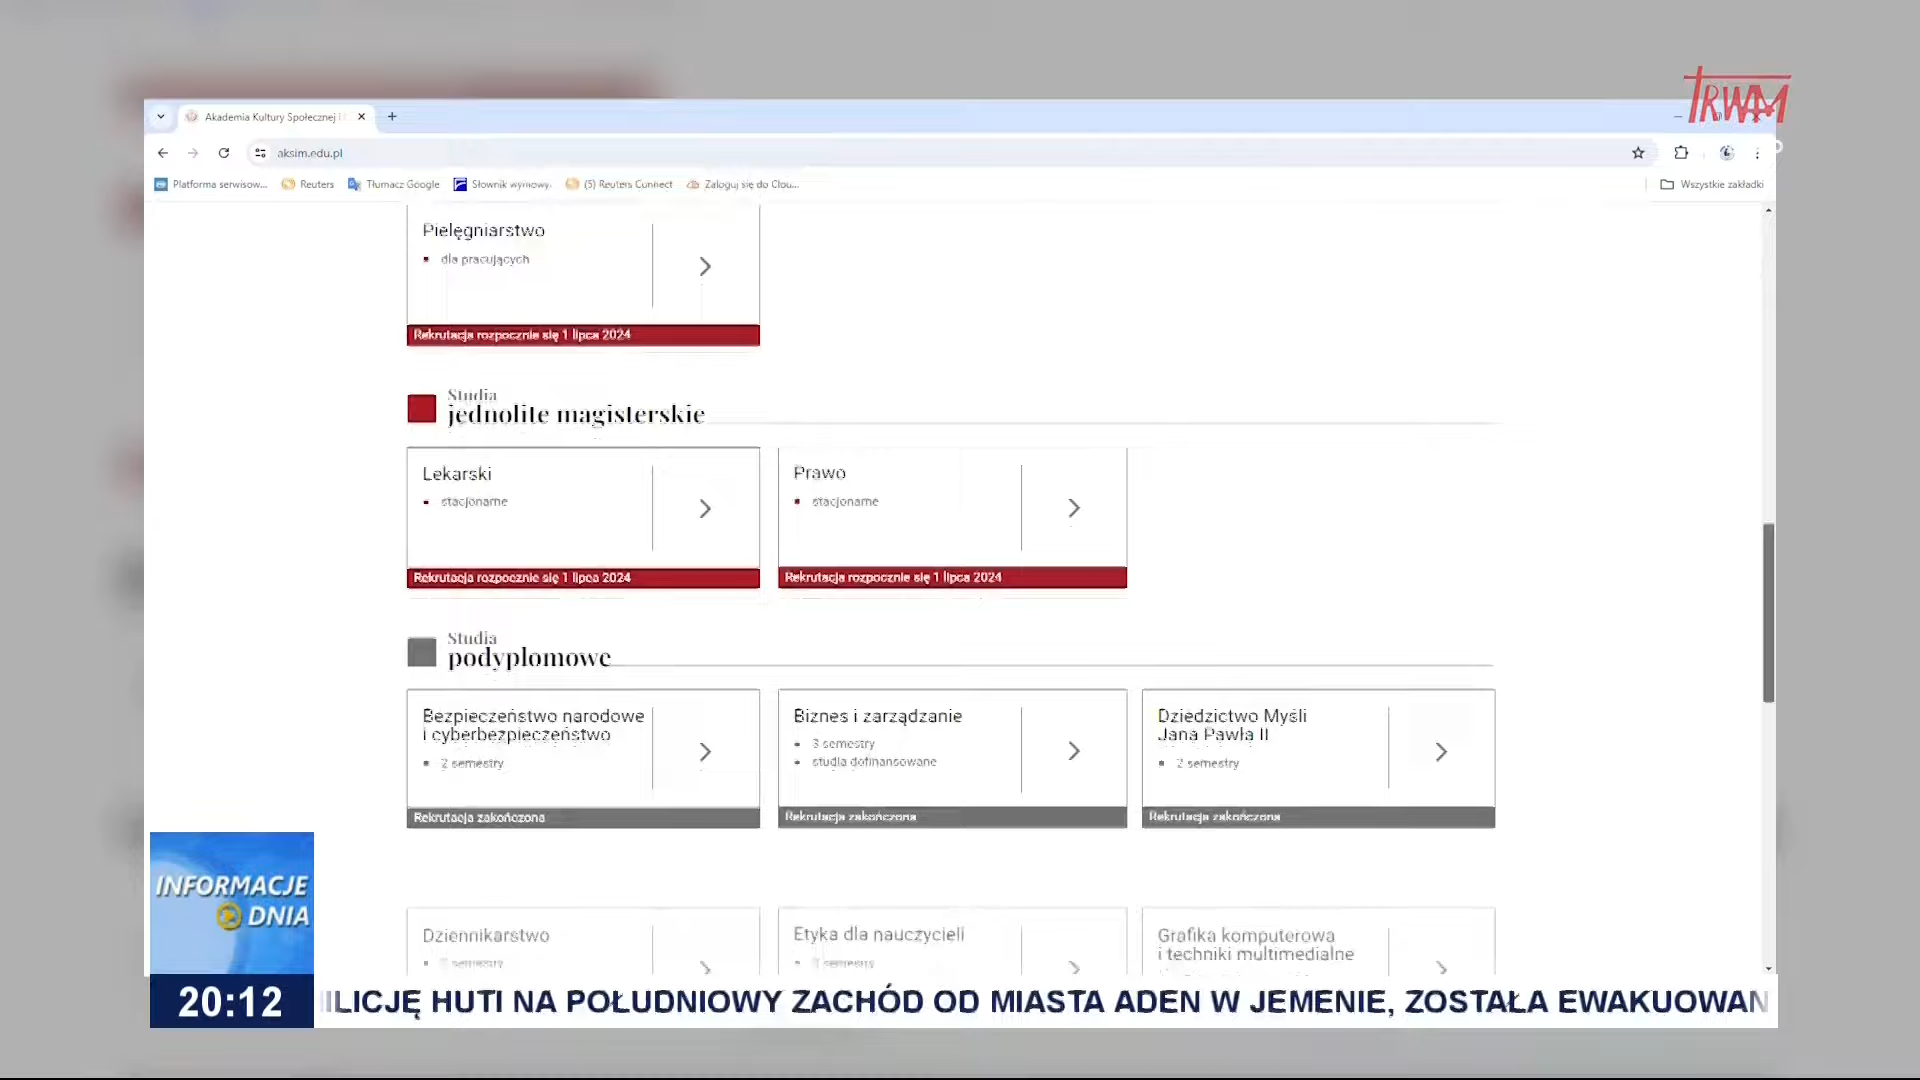 TRWAM
Akademia Kultury Społecznej i
aksim.edu.pl
Platforma serwisow... Reuters Tłumacz Google Słownik wymowy. (5) Reuters Connect Zaloguj się do Clou... Wszystkie zakładki
Pielęgniarstwo
dla pracujących
Rekrutacja rozpocznie się 1 lipca 2024
Studia
jednolite magisterskie
Lekarski
stacjonarne
Rekrutacja rozpocznie się 1 lipca 2024
Prawo
stacjonarne
Rekrutacja rozpocznie się 1 lipca 2024
Studia
podyplomowe
Bezpieczeństwo narodowe
i cyberbezpieczeństwo
2 semestry
Rekrutacja zakończona
Biznes i zarządzanie
3 semestry
studia dofinansowane
Rekrutacja zakończona
Dziedzictwo Myśli
Jana Pawła II
2 semestry
Rekrutacja zakończona
Dziennikarstwo
semestry
Etyka dla nauczycieli
semestry
Grafika komputerowa
i techniki multimedialne
INFORMACJE
DNIA
20:12
ILICJĘ HUTI NA POŁUDNIOWY ZACHÓD OD MIASTA ADEN W JEMENIE, ZOSTAŁA EWAKUOWAN